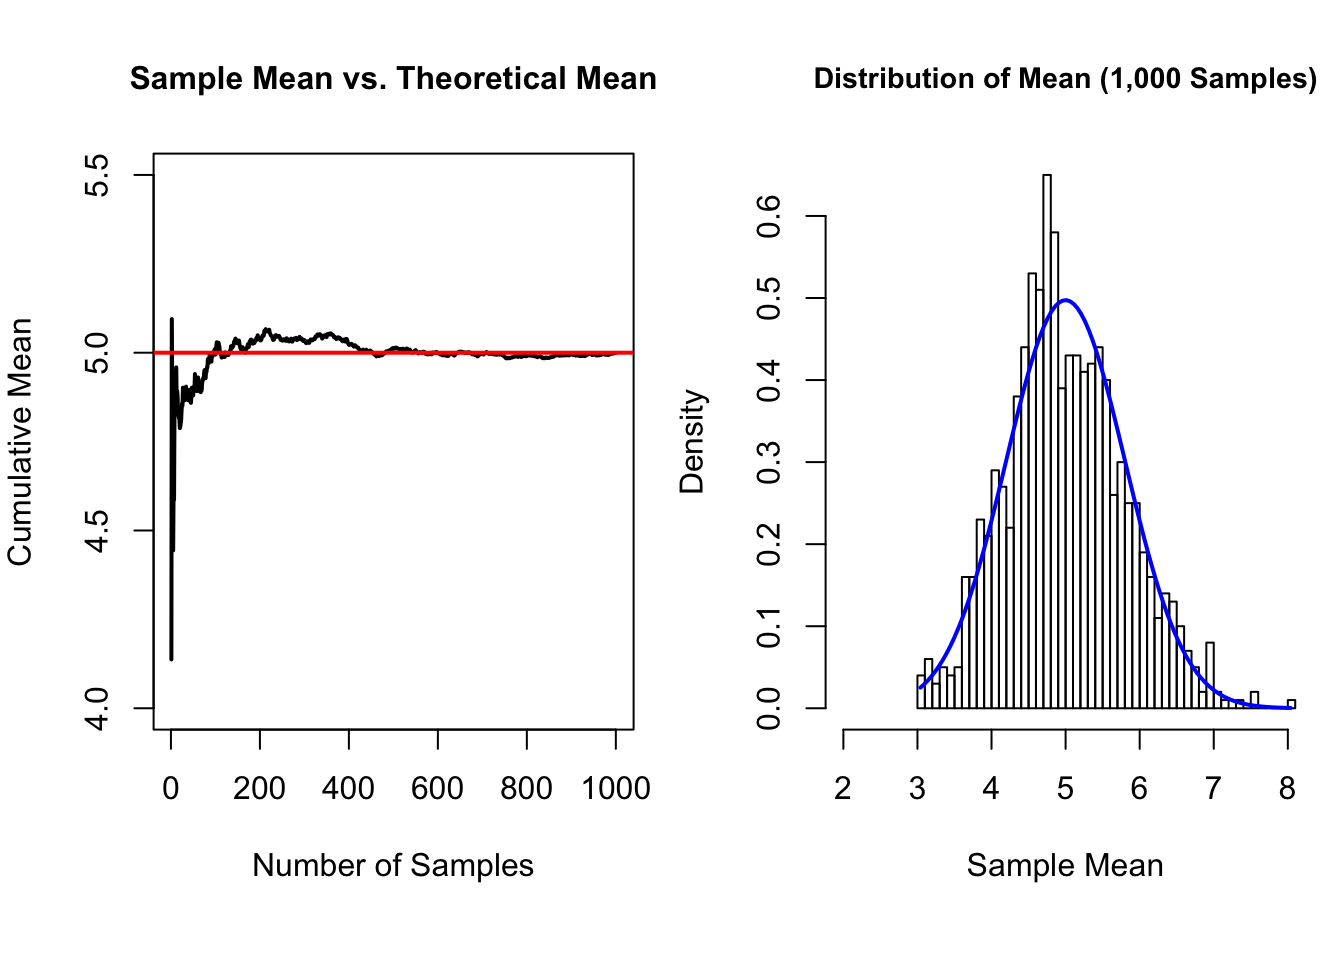 Sample Mean vs. Theoretical Mean
Cumulative Mean
5.5
5.0
4.5
4.0
0 200 400 600 800 1000
Number of Samples
Distribution of Mean (1,000 Samples)
Density
0.6
0.5
0.4
0.3
0.2
0.1
0.0
2 3 4 5 6 7 8
Sample Mean